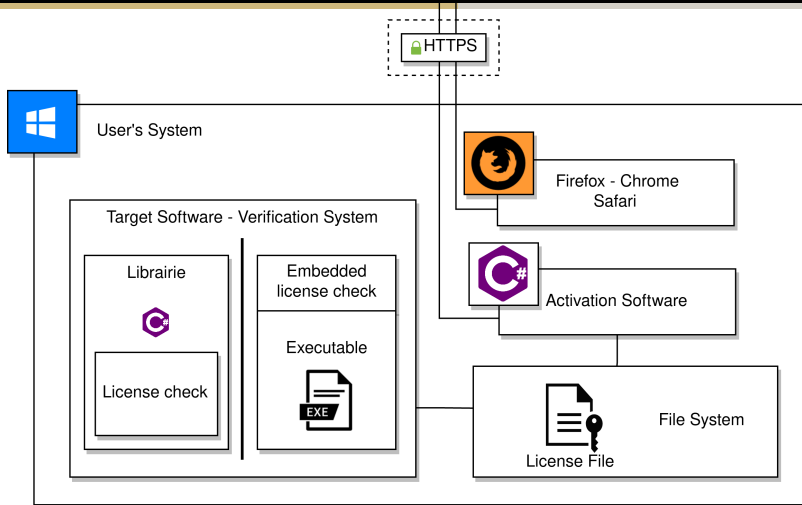 HTTPS
User's System
Firefox - Chrome
Safari
Target Software - Verification System
Librairie
Embedded
license check
C#
C#
Activation Software
Executable
License check
EXE
File System
License File